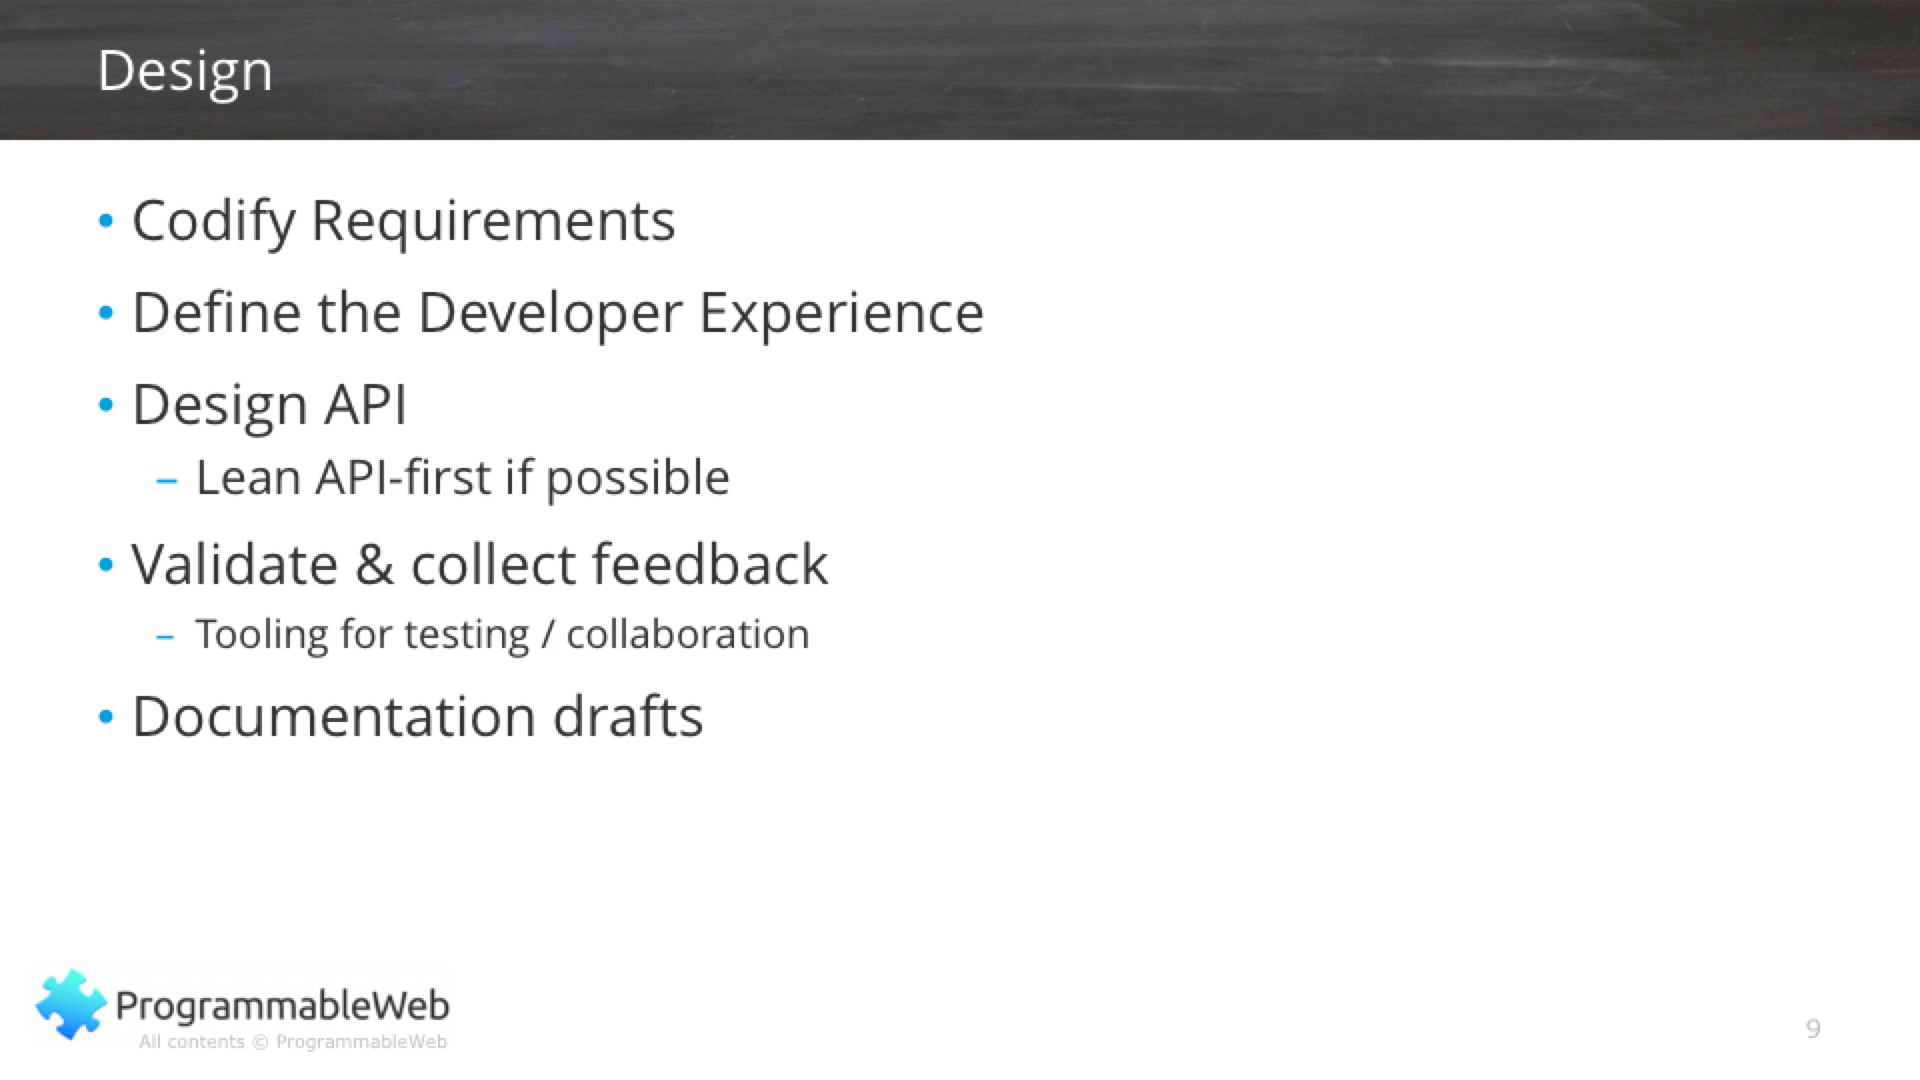 Design
• Codify Requirements
• Define the Developer Experience
• Design API
– Lean API-first if possible
• Validate & collect feedback
– Tooling for testing / collaboration
• Documentation drafts
ProgrammableWeb
All contents © ProgrammableWeb
9